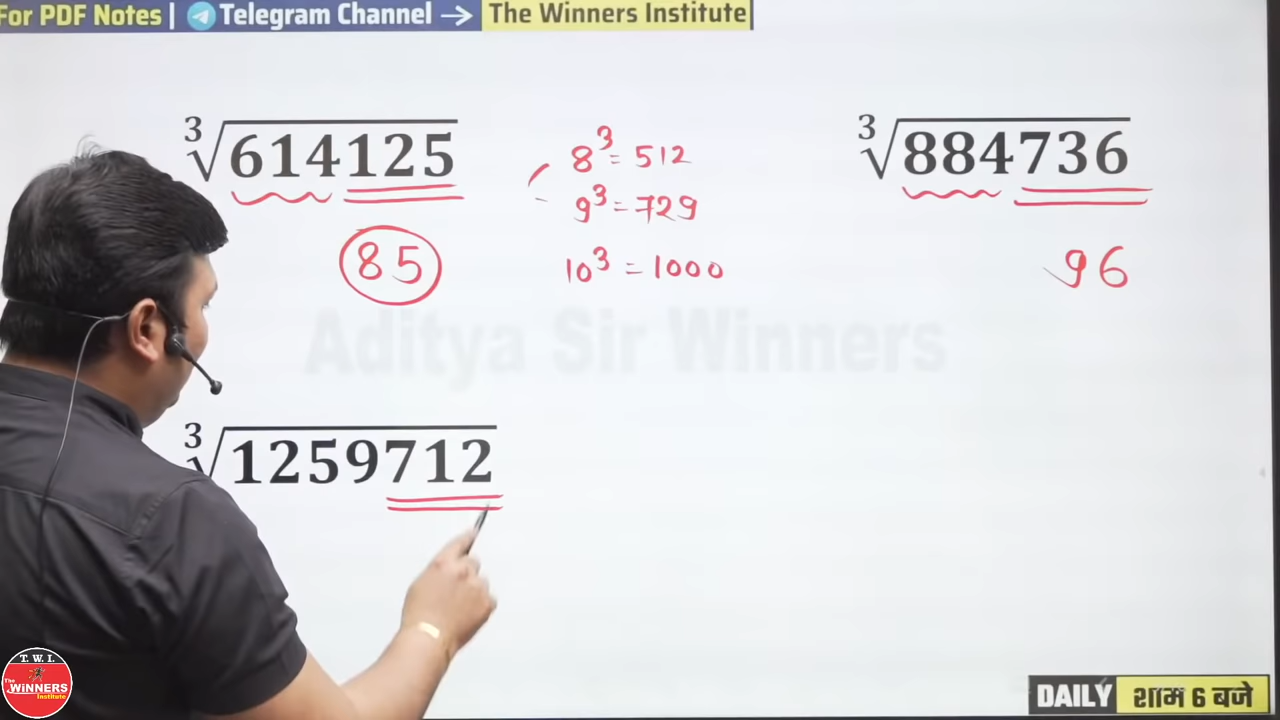 For PDF Notes | Telegram Channel → The Winners Institute
∛614125
85
8³ = 512
9³ = 729
10³ = 1000
∛884736
96
Aditya Sir Winners
∛1259712
T. W. I.
The
WINNERS
Institute
DAILY शाम 6 बजे